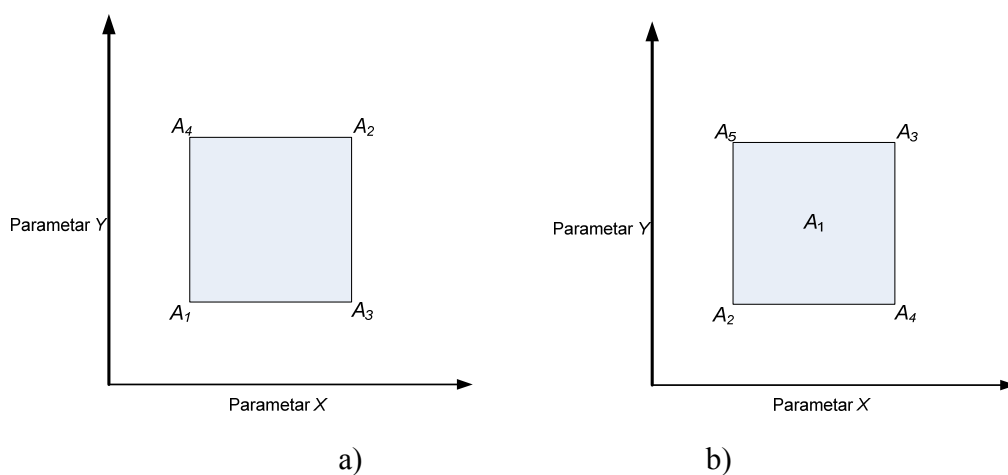 A4 A2
Parametar Y
A1 A3
Parametar X
a)
A5 A3
Parametar Y
A1
A2 A4
Parametar X
b)